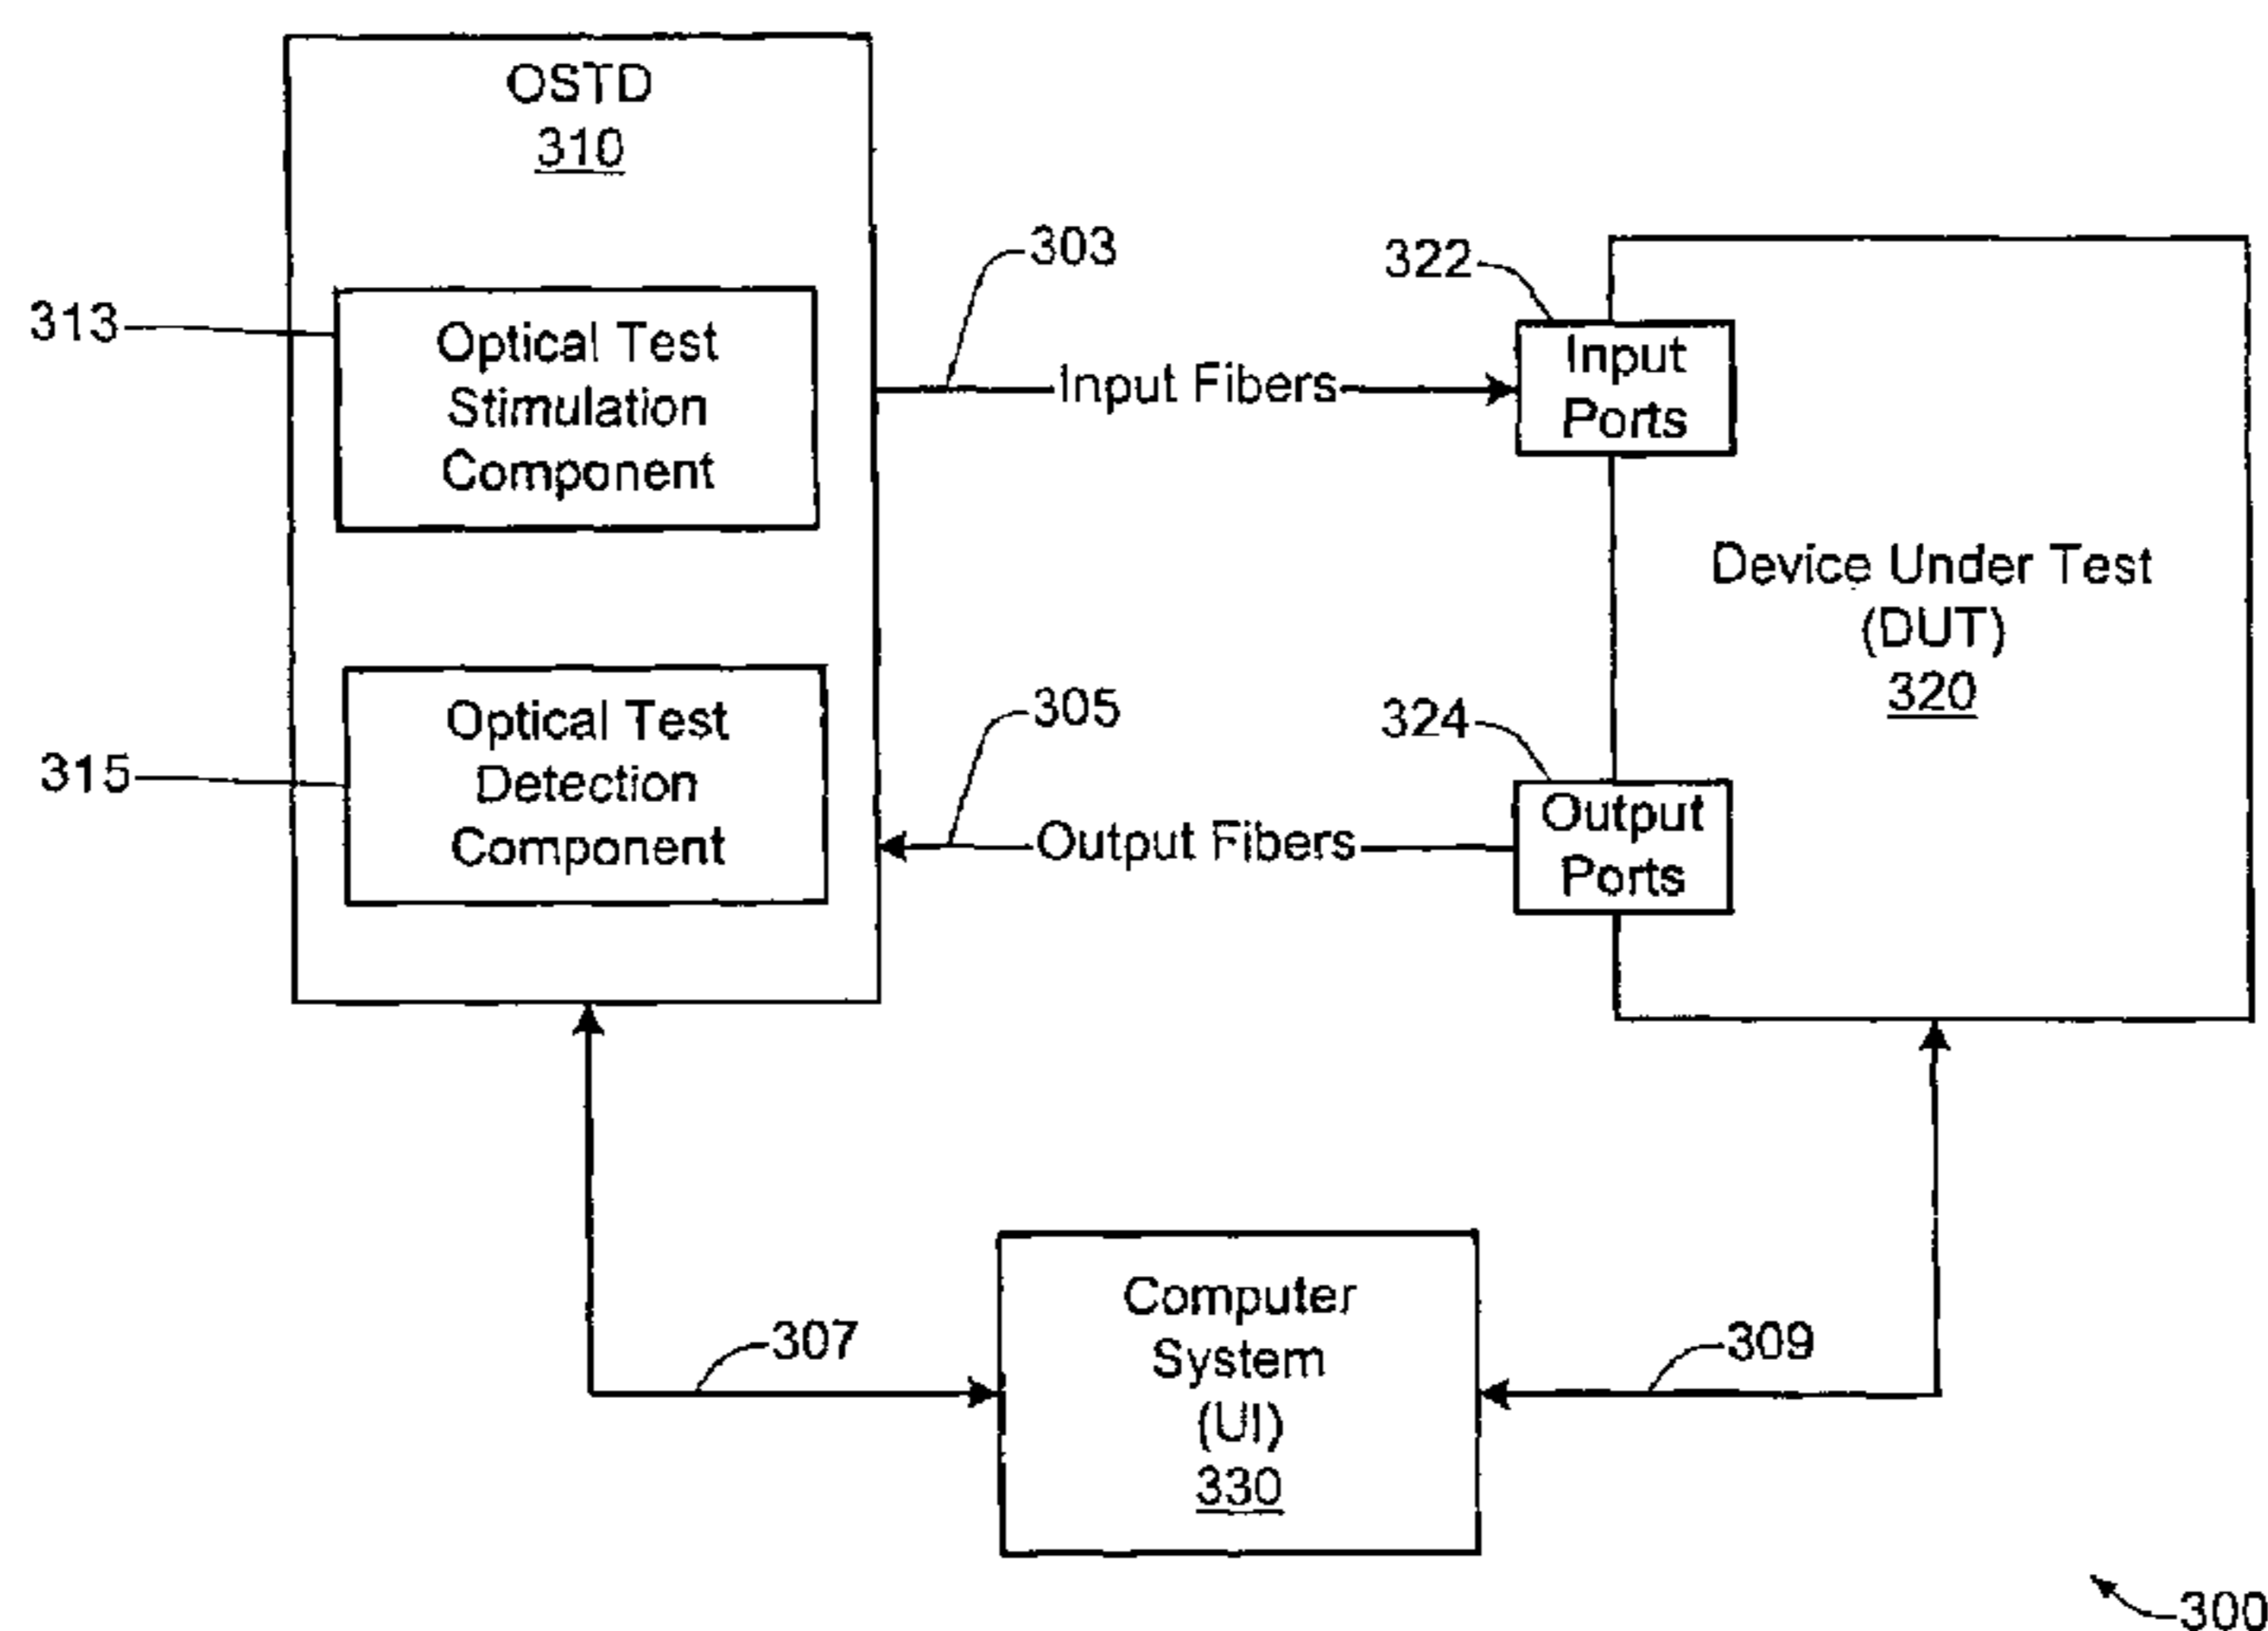 OSTD
310
313
Optical Test
Stimulation
Component
315
Optical Test
Detection
Component
303
Input Fibers
305
Output Fibers
322
Input
Ports
Device Under Test
(DUT)
320
324
Output
Ports
307
Computer
System
(UI)
330
309
300